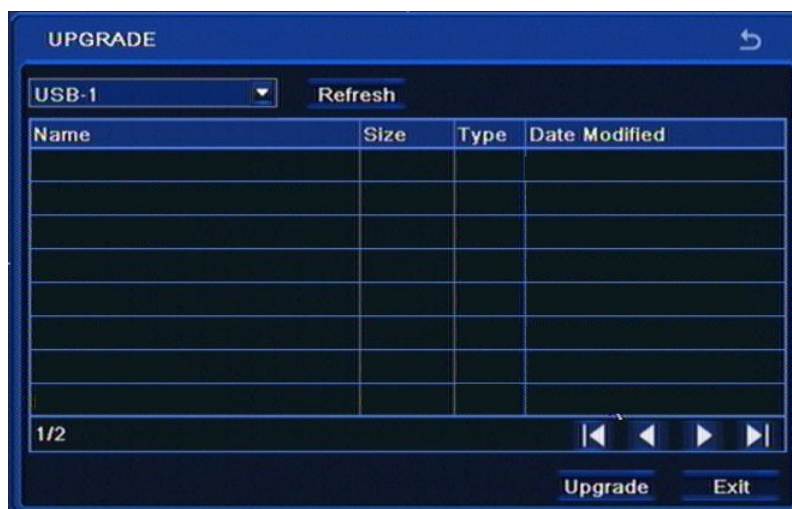 UPGRADE
USB-1 Refresh
Name Size Type Date Modified
1/2
Upgrade Exit